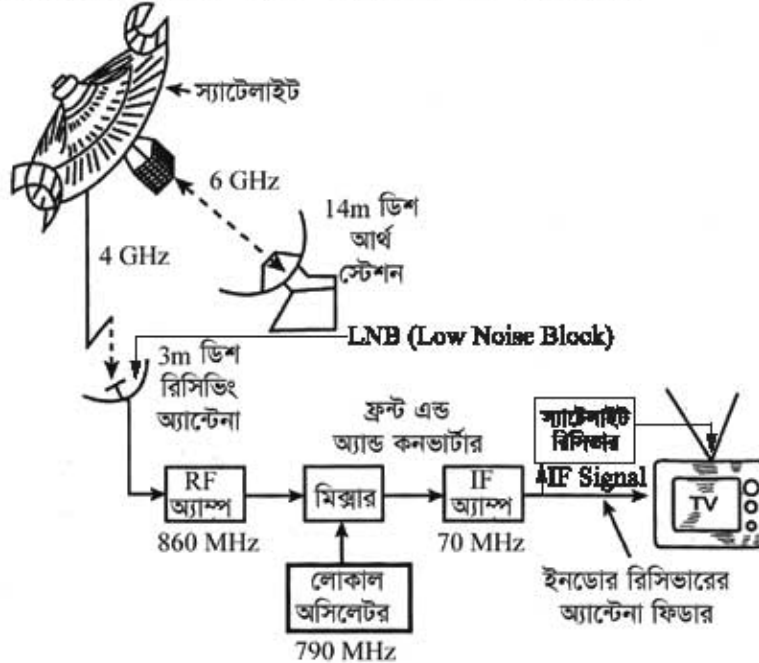 স্যাটেলাইট
6 GHz
14m ডিশ
আর্থ
স্টেশন
4 GHz
LNB (Low Noise Block)
3m ডিশ
রিসিভিং
অ্যান্টেনা
ফ্রন্ট এন্ড
অ্যান্ড কনভার্টার
স্যাটেলাইট
রিসিভার
IF Signal
RF
অ্যাম্প
860 MHz
মিক্সার
IF
অ্যাম্প
70 MHz
TV
লোকাল
অসিলেটর
790 MHz
ইনডোর রিসিভারের
অ্যান্টেনা ফিডার